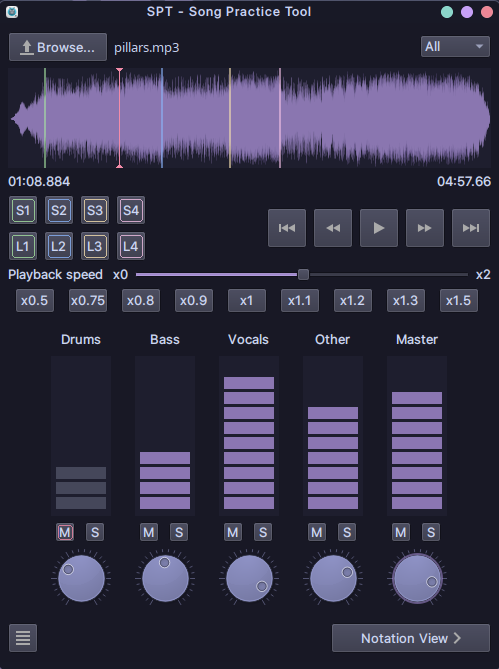 SPT - Song Practice Tool
Browse... pillars.mp3 All
01:08.884 04:57.66
S1 S2 S3 S4
L1 L2 L3 L4
Playback speed x0 x2
x0.5 x0.75 x0.8 x0.9 x1 x1.1 x1.2 x1.3 x1.5
Drums Bass Vocals Other Master
M S M S M S M S M S
Notation View